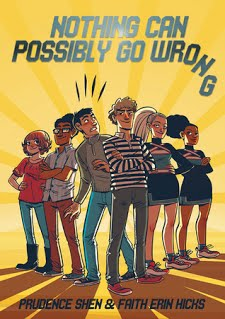 NOTHING CAN
POSSIBLY GO WRONG
PRUDENCE SHEN & FAITH ERIN HICKS